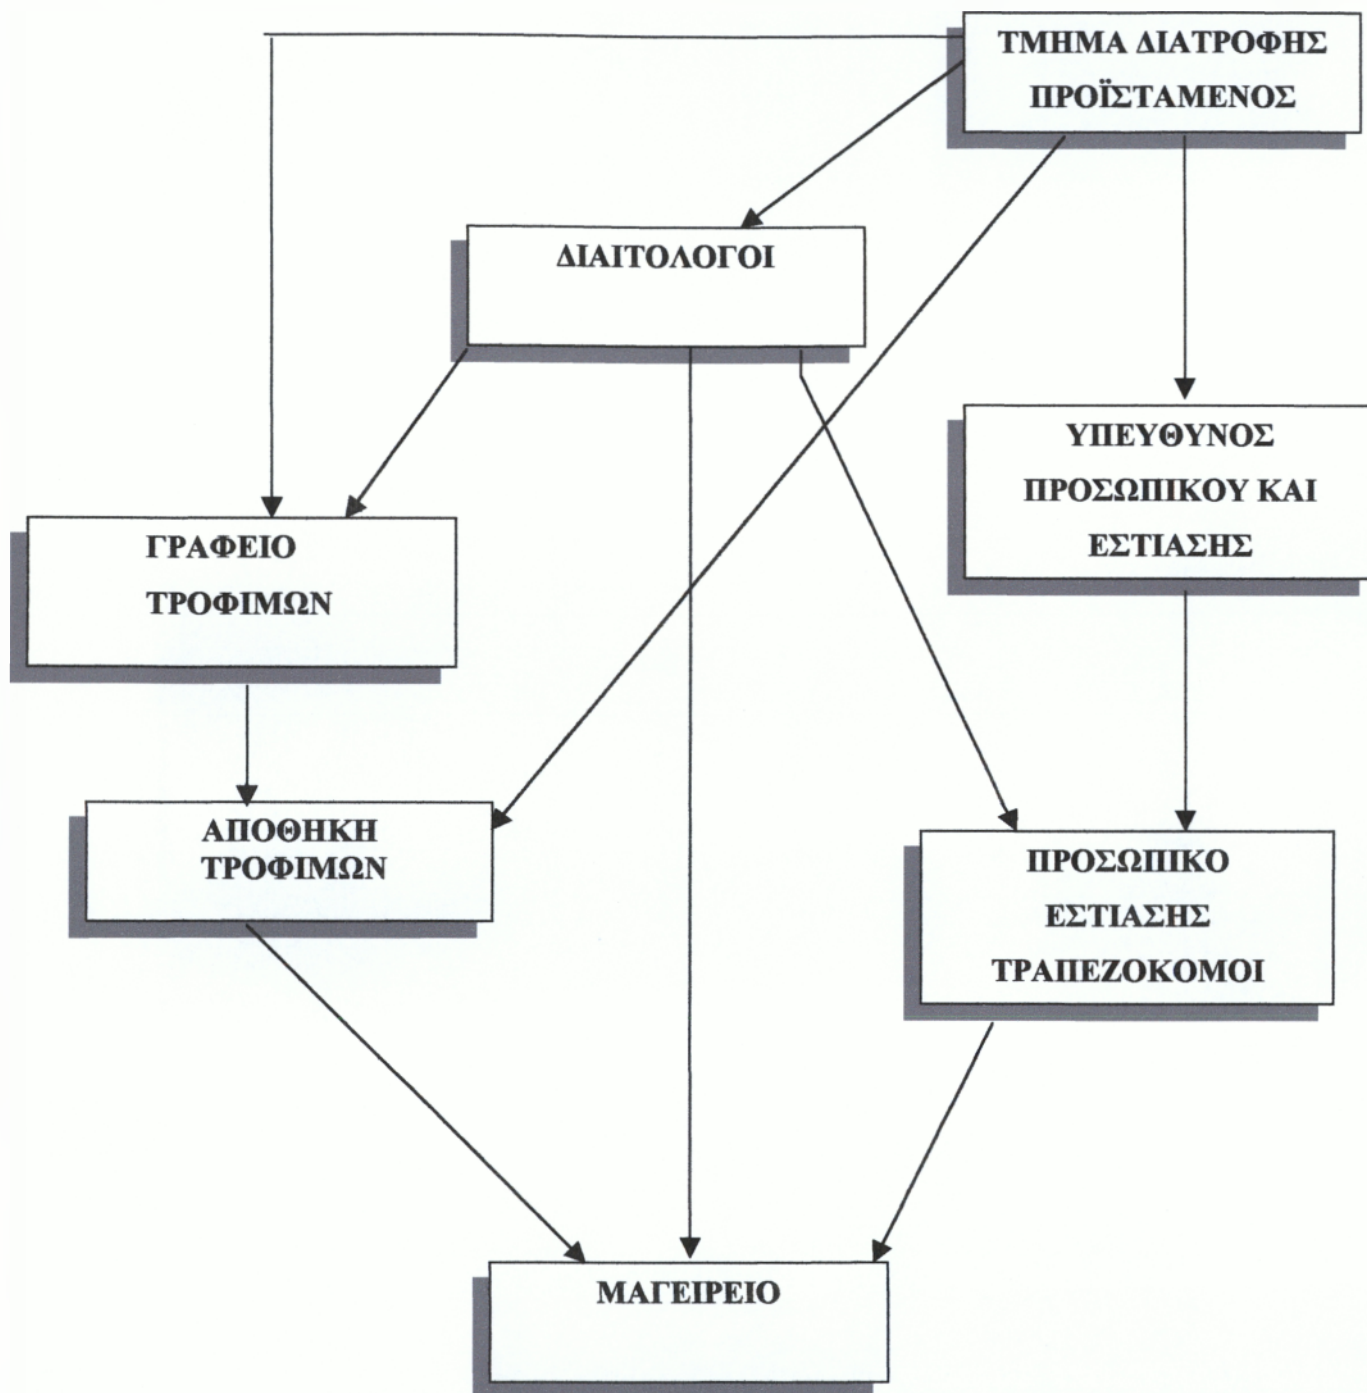 ΤΜΗΜΑ ΔΙΑΤΡΟΦΗΣ
ΠΡΟΪΣΤΑΜΕΝΟΣ
ΔΙΑΙΤΟΛΟΓΟΙ
ΥΠΕΥΘΥΝΟΣ
ΠΡΟΣΩΠΙΚΟΥ ΚΑΙ
ΕΣΤΙΑΣΗΣ
ΓΡΑΦΕΙΟ
ΤΡΟΦΙΜΩΝ
ΑΠΟΘΗΚΗ
ΤΡΟΦΙΜΩΝ
ΠΡΟΣΩΠΙΚΟ
ΕΣΤΙΑΣΗΣ
ΤΡΑΠΕΖΟΚΟΜΟΙ
ΜΑΓΕΙΡΕΙΟ